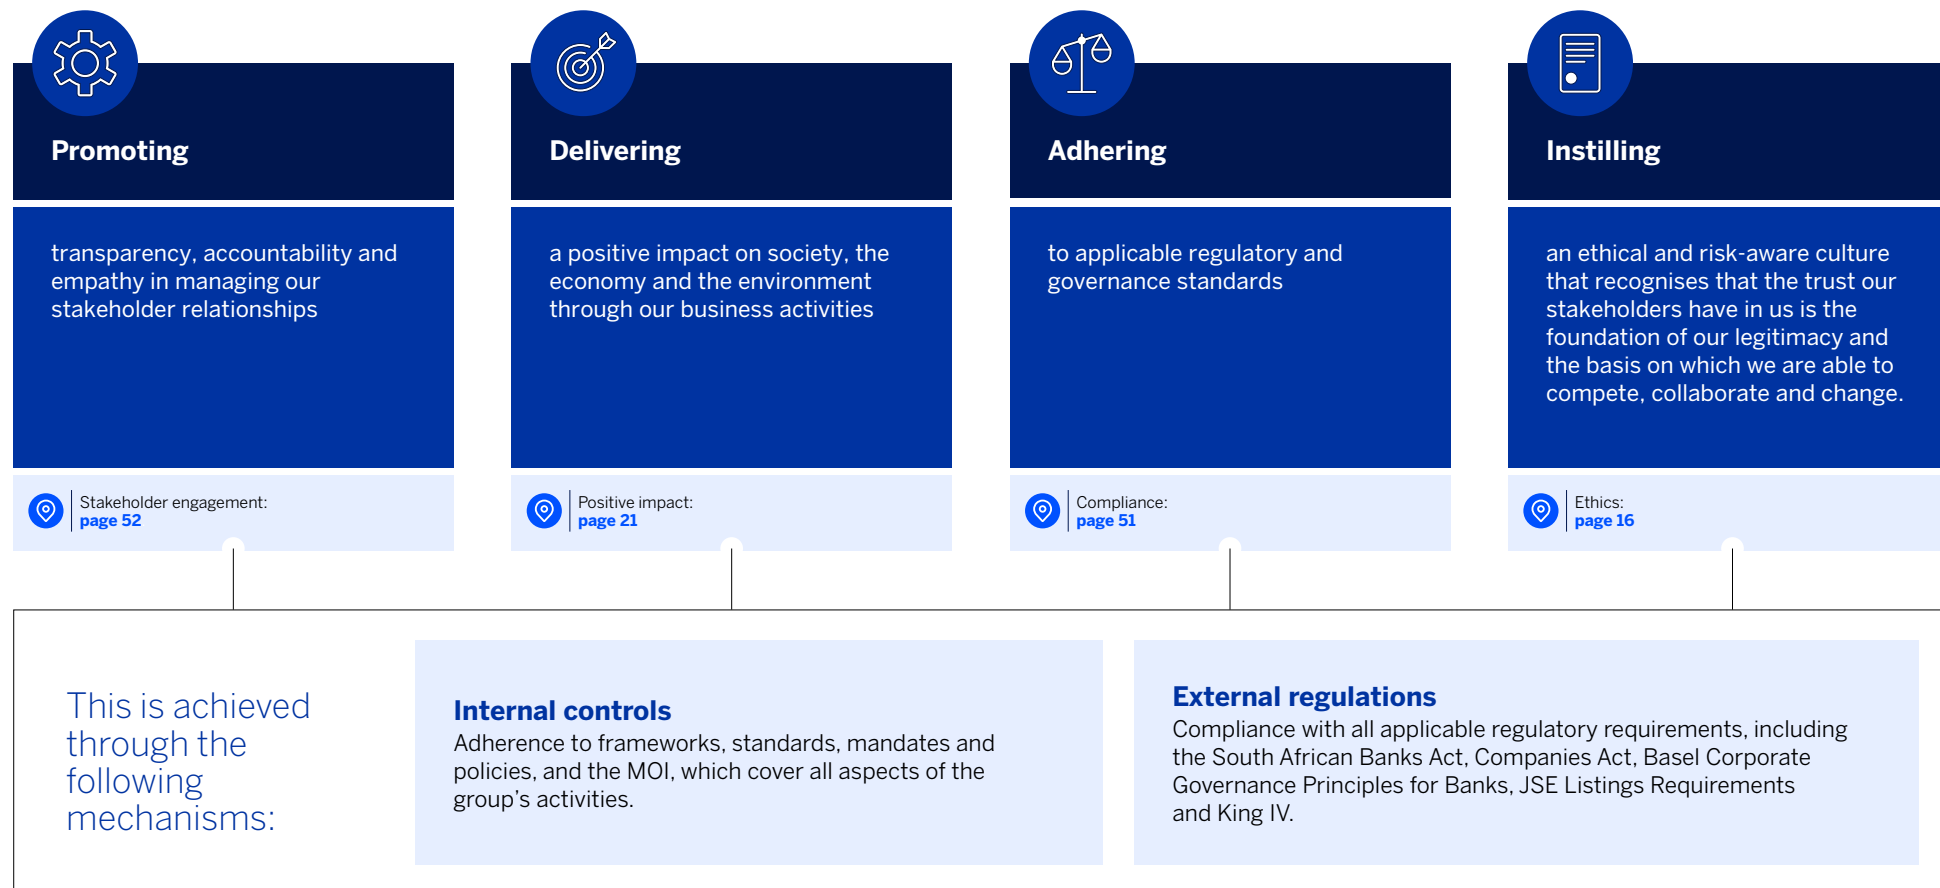 Promoting
transparency, accountability and
empathy in managing our
stakeholder relationships
Stakeholder engagement:
page 52
Delivering
a positive impact on society, the
economy and the environment
through our business activities
Positive impact:
page 21
Adhering
to applicable regulatory and
governance standards
Compliance:
page 51
Instilling
an ethical and risk-aware culture
that recognises that the trust our
stakeholders have in us is the
foundation of our legitimacy and
the basis on which we are able to
compete, collaborate and change.
Ethics:
page 16
This is achieved
through the
following
mechanisms:
Internal controls
Adherence to frameworks, standards, mandates and
policies, and the MOI, which cover all aspects of the
group's activities.
External regulations
Compliance with all applicable regulatory requirements, including
the South African Banks Act, Companies Act, Basel Corporate
Governance Principles for Banks, JSE Listings Requirements
and King IV.